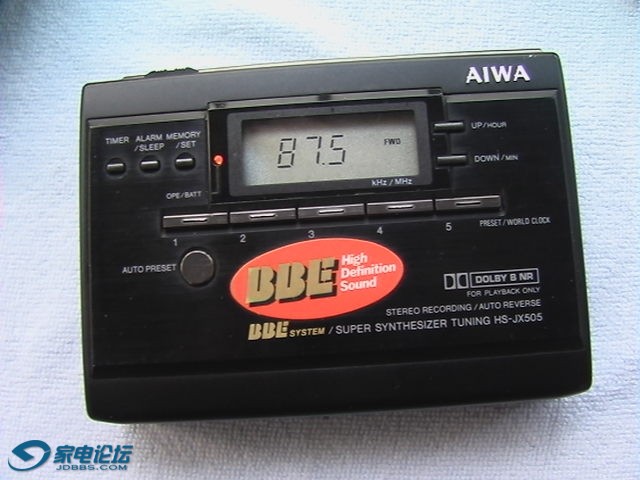 AIWA
TIMER
ALARM
/SLEEP
MEMORY
/SET
87.5
FWD
kHz / MHz
UP/HOUR
DOWN/MIN
OPE/BATT
1 2 3 4 5
PRESET/WORLD CLOCK
AUTO PRESET
BBE High
Definition
Sound
DOLBY B NR
FOR PLAYBACK ONLY
STEREO RECORDING/AUTO REVERSE
BBE SYSTEM / SUPER SYNTHESIZER TUNING HS-JX505
家电论坛
JDBBS.COM